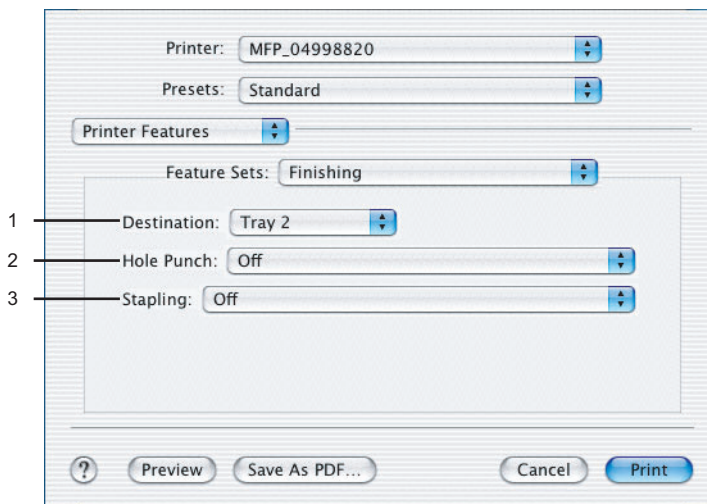 Printer: MFP_04998820
Presets: Standard
Printer Features
Feature Sets: Finishing
1 Destination: Tray 2
2 Hole Punch: Off
3 Stapling: Off
? Preview Save As PDF... Cancel Print